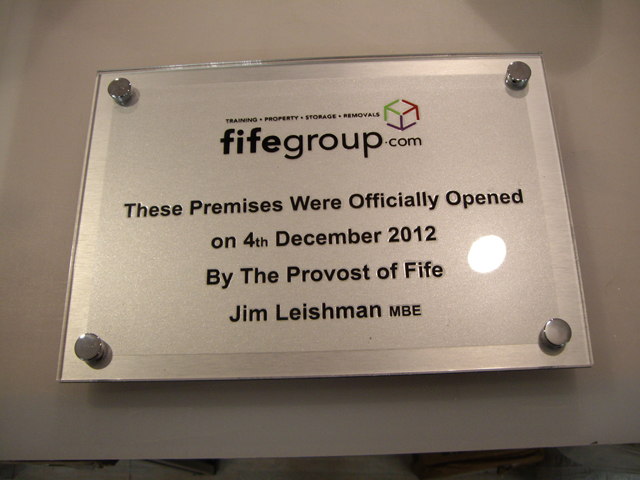 TRAINING • PROPERTY • STORAGE • REMOVALS
fifegroup.com
These Premises Were Officially Opened
on 4th December 2012
By The Provost of Fife
Jim Leishman MBE